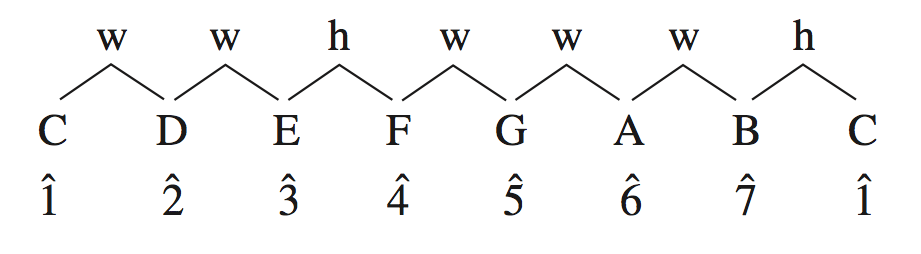 w w h w w w h
C D E F G A B C
1̂ 2̂ 3̂ 4̂ 5̂ 6̂ 7̂ 1̂